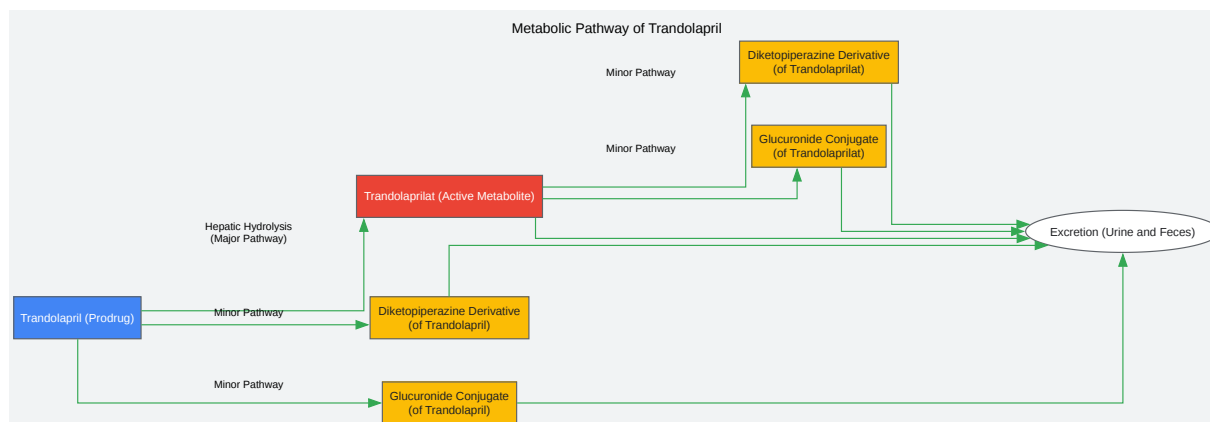 Metabolic Pathway of Trandolapril
Diketopiperazine Derivative
(of Trandolaprilat)
Minor Pathway
Glucuronide Conjugate
(of Trandolaprilat)
Minor Pathway
Trandolaprilat (Active Metabolite)
Hepatic Hydrolysis
(Major Pathway)
Excretion (Urine and Feces)
Trandolapril (Prodrug)
Minor Pathway
Diketopiperazine Derivative
(of Trandolapril)
Minor Pathway
Glucuronide Conjugate
(of Trandolapril)